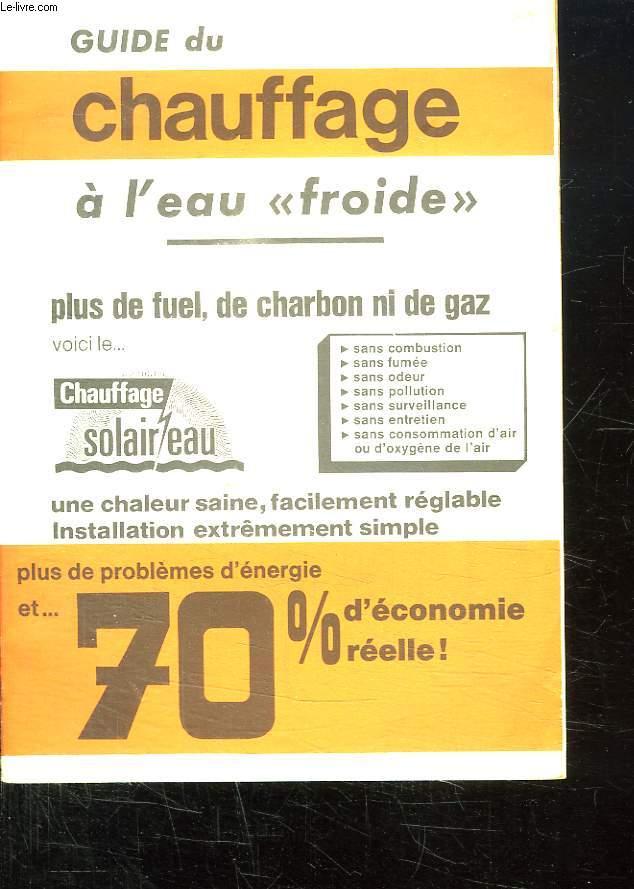 Le-livre.com
GUIDE du
chauffage
à l'eau «froide»
plus de fuel, de charbon ni de gaz
voici le...
Chauffage
solair/eau
▸ sans combustion
▸ sans fumée
▸ sans odeur
▸ sans pollution
▸ sans surveillance
▸ sans entretien
▸ sans consommation d'air
ou d'oxygène de l'air
une chaleur saine, facilement réglable
Installation extrêmement simple
plus de problèmes d'énergie
et...
70% d'économie
réelle!